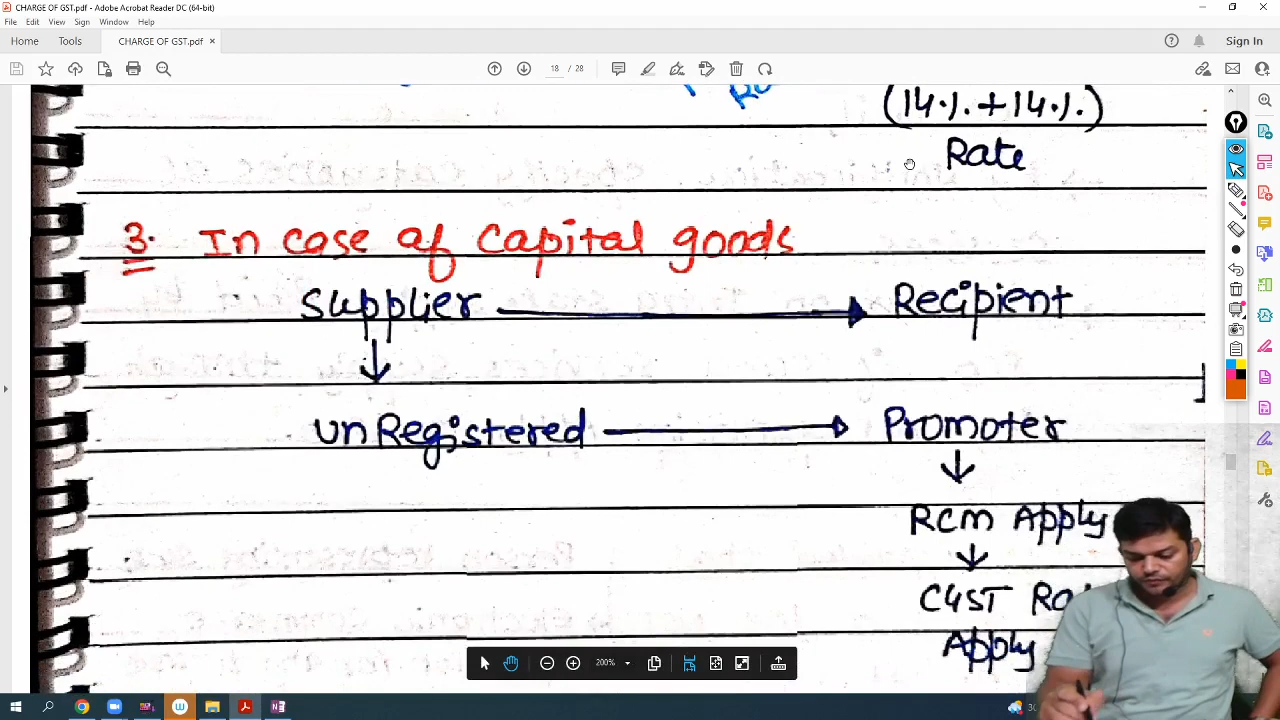 CHARGE OF GST.pdf - Adobe Acrobat Reader DC (64-bit)
File Edit View Sign Window Help
Home Tools CHARGE OF GST.pdf × Sign In
18 / 28
(14%. + 14%.)
Rate
3. In case of capital goods
Supplier Recipient
unRegistered Promoter
RCM Apply
CGST
Apply
200%